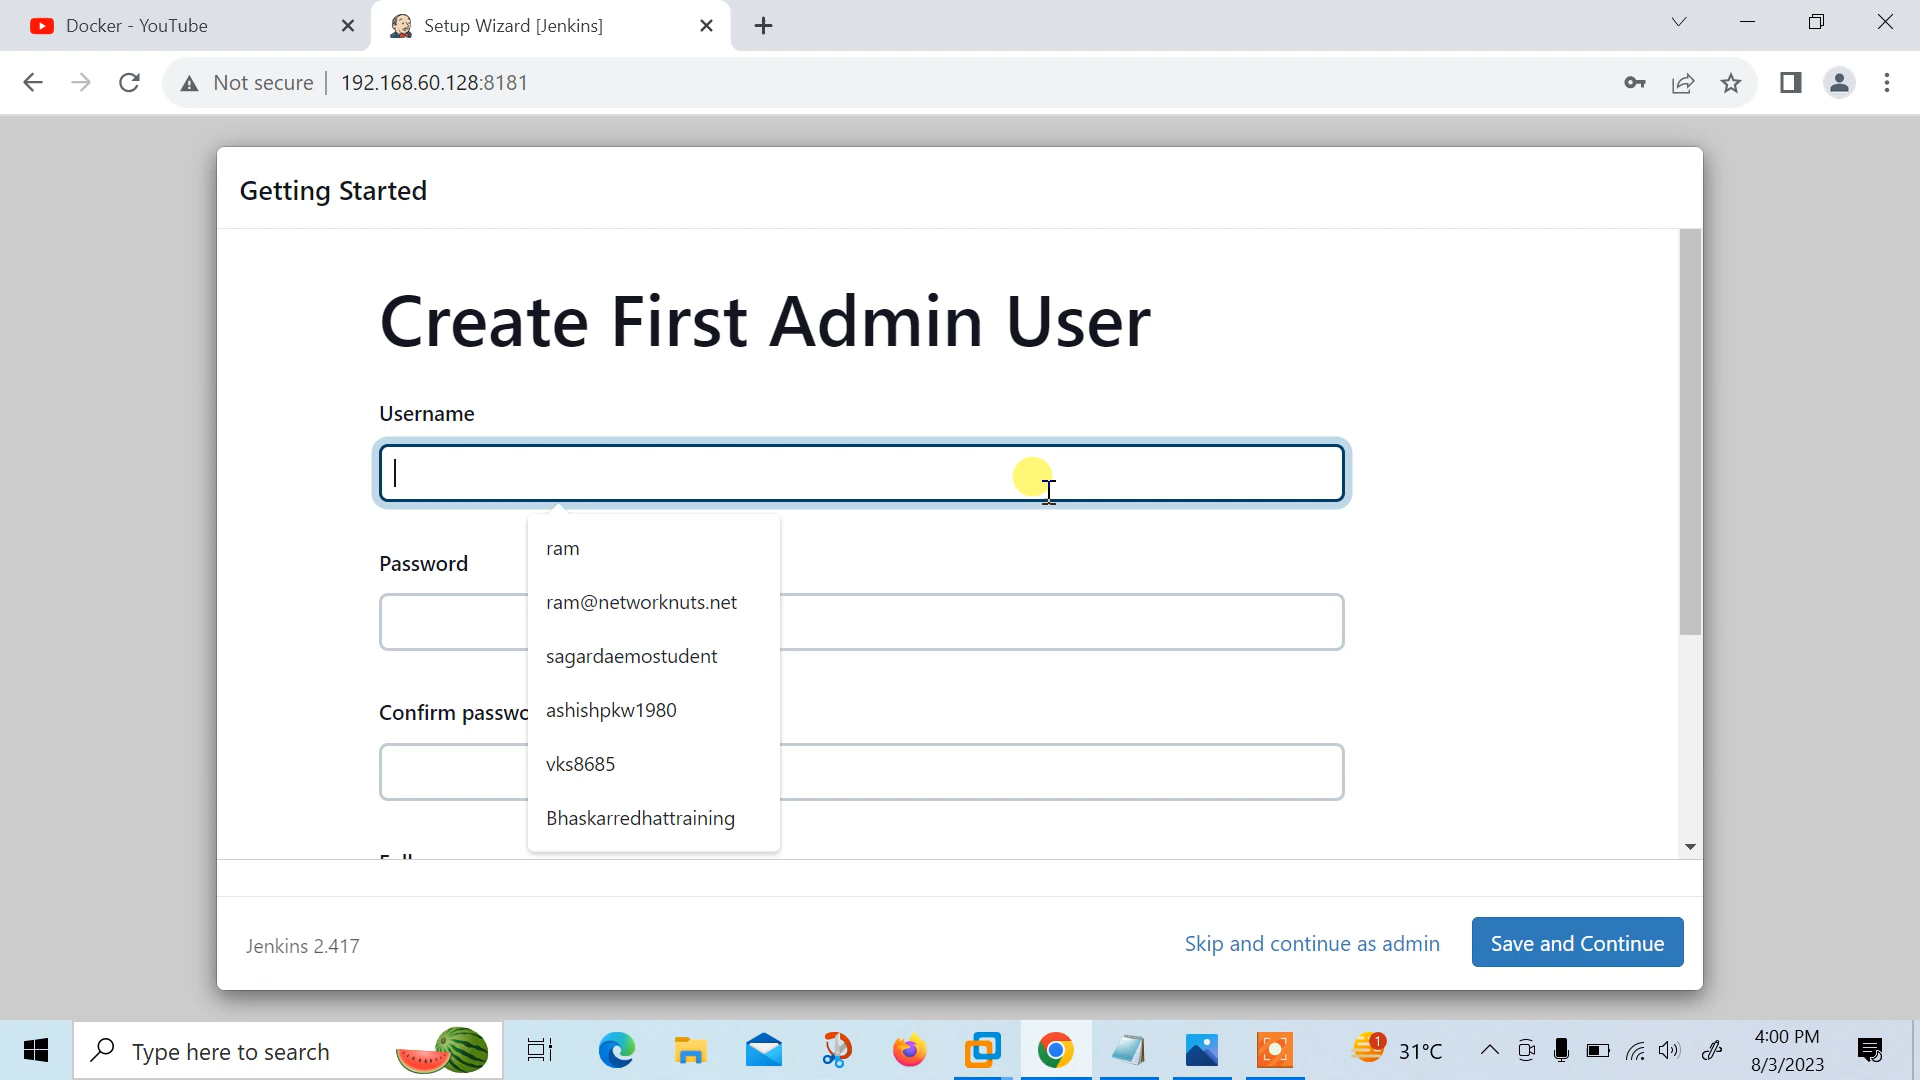 Docker - YouTube
Setup Wizard [Jenkins]
Not secure
192.168.60.128:8181
Getting Started
Create First Admin User
Username
ram
ram@networknuts.net
sagardaemostudent
ashishpkw1980
vks8685
Bhaskarredhattraining
Password
Confirm passwo
Jenkins 2.417
Skip and continue as admin
Save and Continue
Type here to search
1
31°C
4:00 PM
8/3/2023